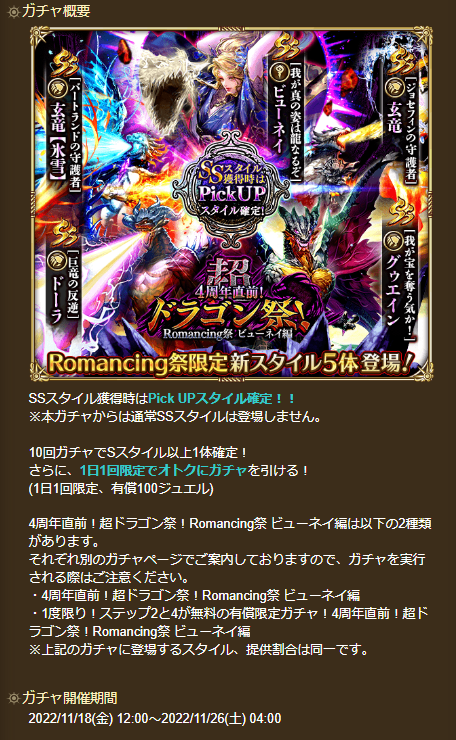 ガチャ概要
SS
[バートランドの守護者]
玄竜【氷雪】
SS
[我が真の姿は龍なるぞ]
ビューネイ
SS
[ジョセフィンの守護者]
玄竜
SSスタイル
獲得時は
PickUP
スタイル確定!
SS
[巨竜の反逆]
ドーラ
SS
[我が宝を奪う気か!]
グゥエイン
超
4周年直前!
ドラゴン祭!
Romancing祭 ビューネイ編
Romancing祭限定新スタイル5体登場!
SSスタイル獲得時はPick UPスタイル確定！！
※本ガチャからは通常SSスタイルは登場しません。
10回ガチャでSスタイル以上1体確定！
さらに、1日1回限定でオトクにガチャを引ける！
(1日1回限定、有償100ジュエル)
4周年直前！超ドラゴン祭！Romancing祭 ビューネイ編は以下の2種類
があります。
それぞれ別のガチャページでご案内しておりますので、ガチャを実行
される際はご注意ください。
・4周年直前！超ドラゴン祭！Romancing祭 ビューネイ編
・1度限り！ステップ2と4が無料の有償限定ガチャ！4周年直前！超ド
ラゴン祭！Romancing祭 ビューネイ編
※上記のガチャに登場するスタイル、提供割合は同一です。
ガチャ開催期間
2022/11/18(金) 12:00～2022/11/26(土) 04:00